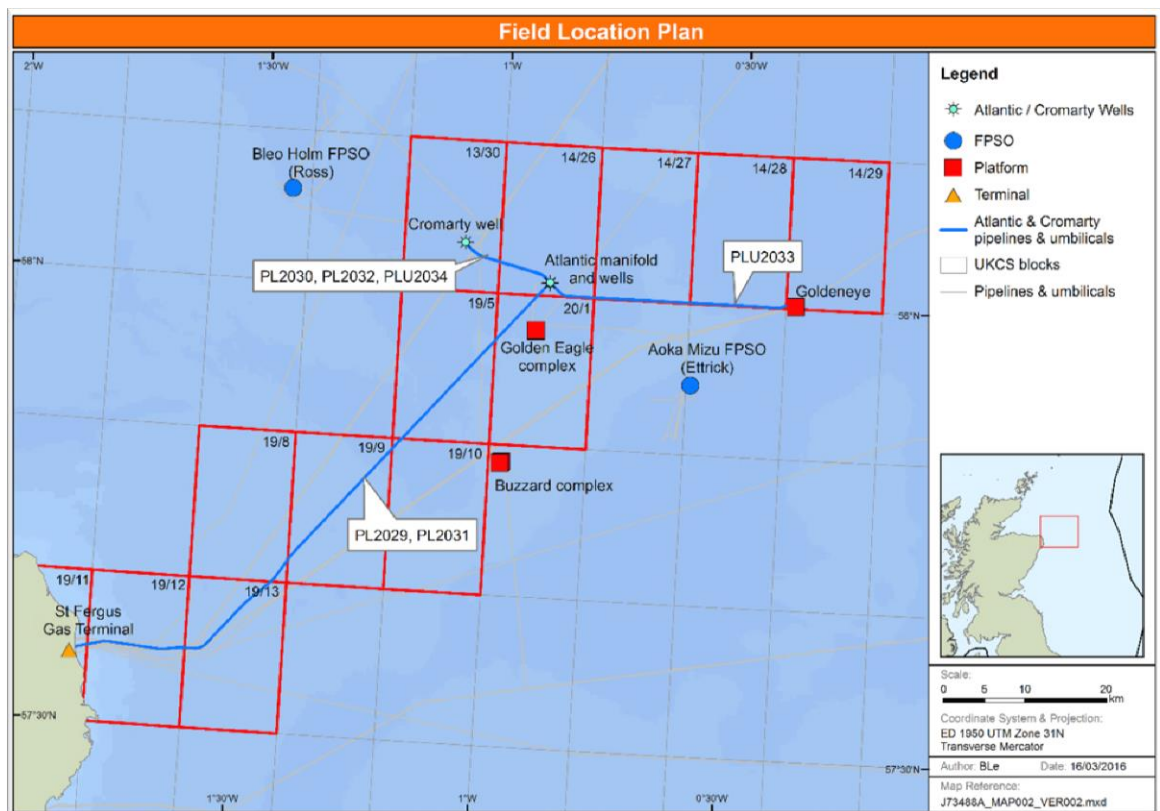 Field Location Plan
2°W
1°30'W
1°W
0°30'W
Bleo Holm FPSO
(Ross)
13/30
14/26
14/27
14/28
14/29
Cromarty well
58°N
PL2030, PL2032, PLU2034
Atlantic manifold
and wells
PLU2033
19/5
20/1
Goldeneye
58°N
Golden Eagle
complex
Aoka Mizu FPSO
(Ettrick)
19/8
19/9
19/10
Buzzard complex
PL2029, PL2031
19/11
19/12
19/13
St Fergus
Gas Terminal
57°30'N
57°30'N
1°30'W
1°W
0°30'W
Legend
Atlantic / Cromarty Wells
FPSO
Platform
Terminal
Atlantic & Cromarty
pipelines & umbilicals
UKCS blocks
Pipelines & umbilicals
Scale:
0 5 10 20
km
Coordinate System & Projection:
ED 1950 UTM Zone 31N
Transverse Mercator
Author: BLe Date: 16/03/2016
Map Reference:
J73488A_MAP002_VER002.mxd